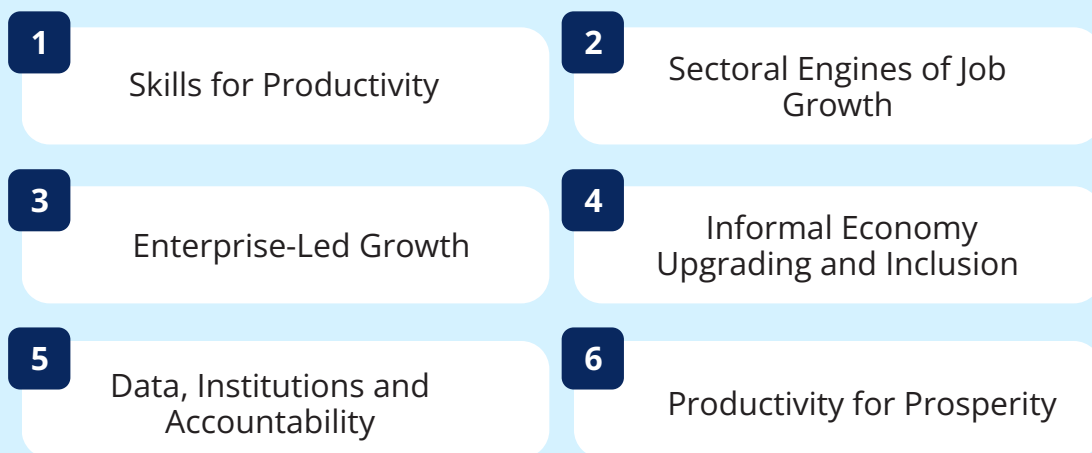 1
Skills for Productivity
2
Sectoral Engines of Job
Growth
3
Enterprise-Led Growth
4
Informal Economy
Upgrading and Inclusion
5
Data, Institutions and
Accountability
6
Productivity for Prosperity